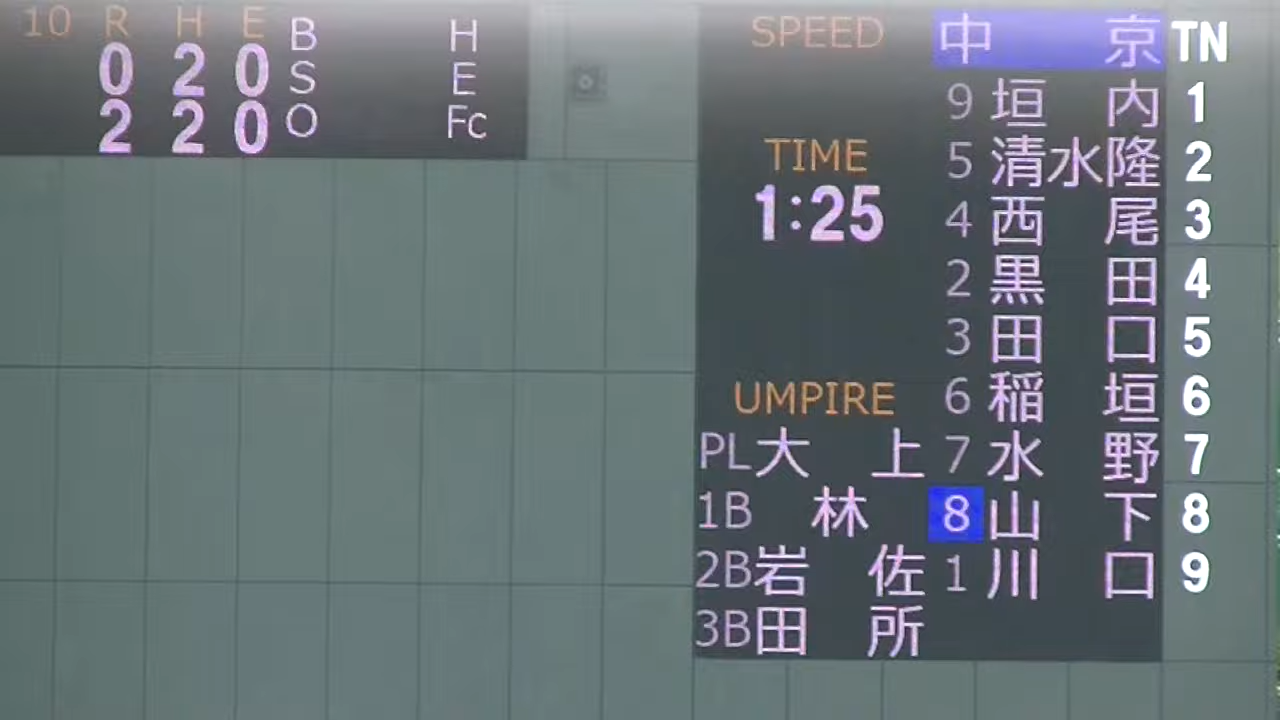 10 R H E B H
0 2 0 S E
2 2 0 O Fc
SPEED
TIME
1:25
UMPIRE
PL 大上
1B 林
2B 岩佐
3B 田所
中京 TN
9 垣内 1
5 清水隆 2
4 西尾 3
2 黒田 4
3 田口 5
6 稲垣 6
7 水野 7
8 山下 8
1 川口 9